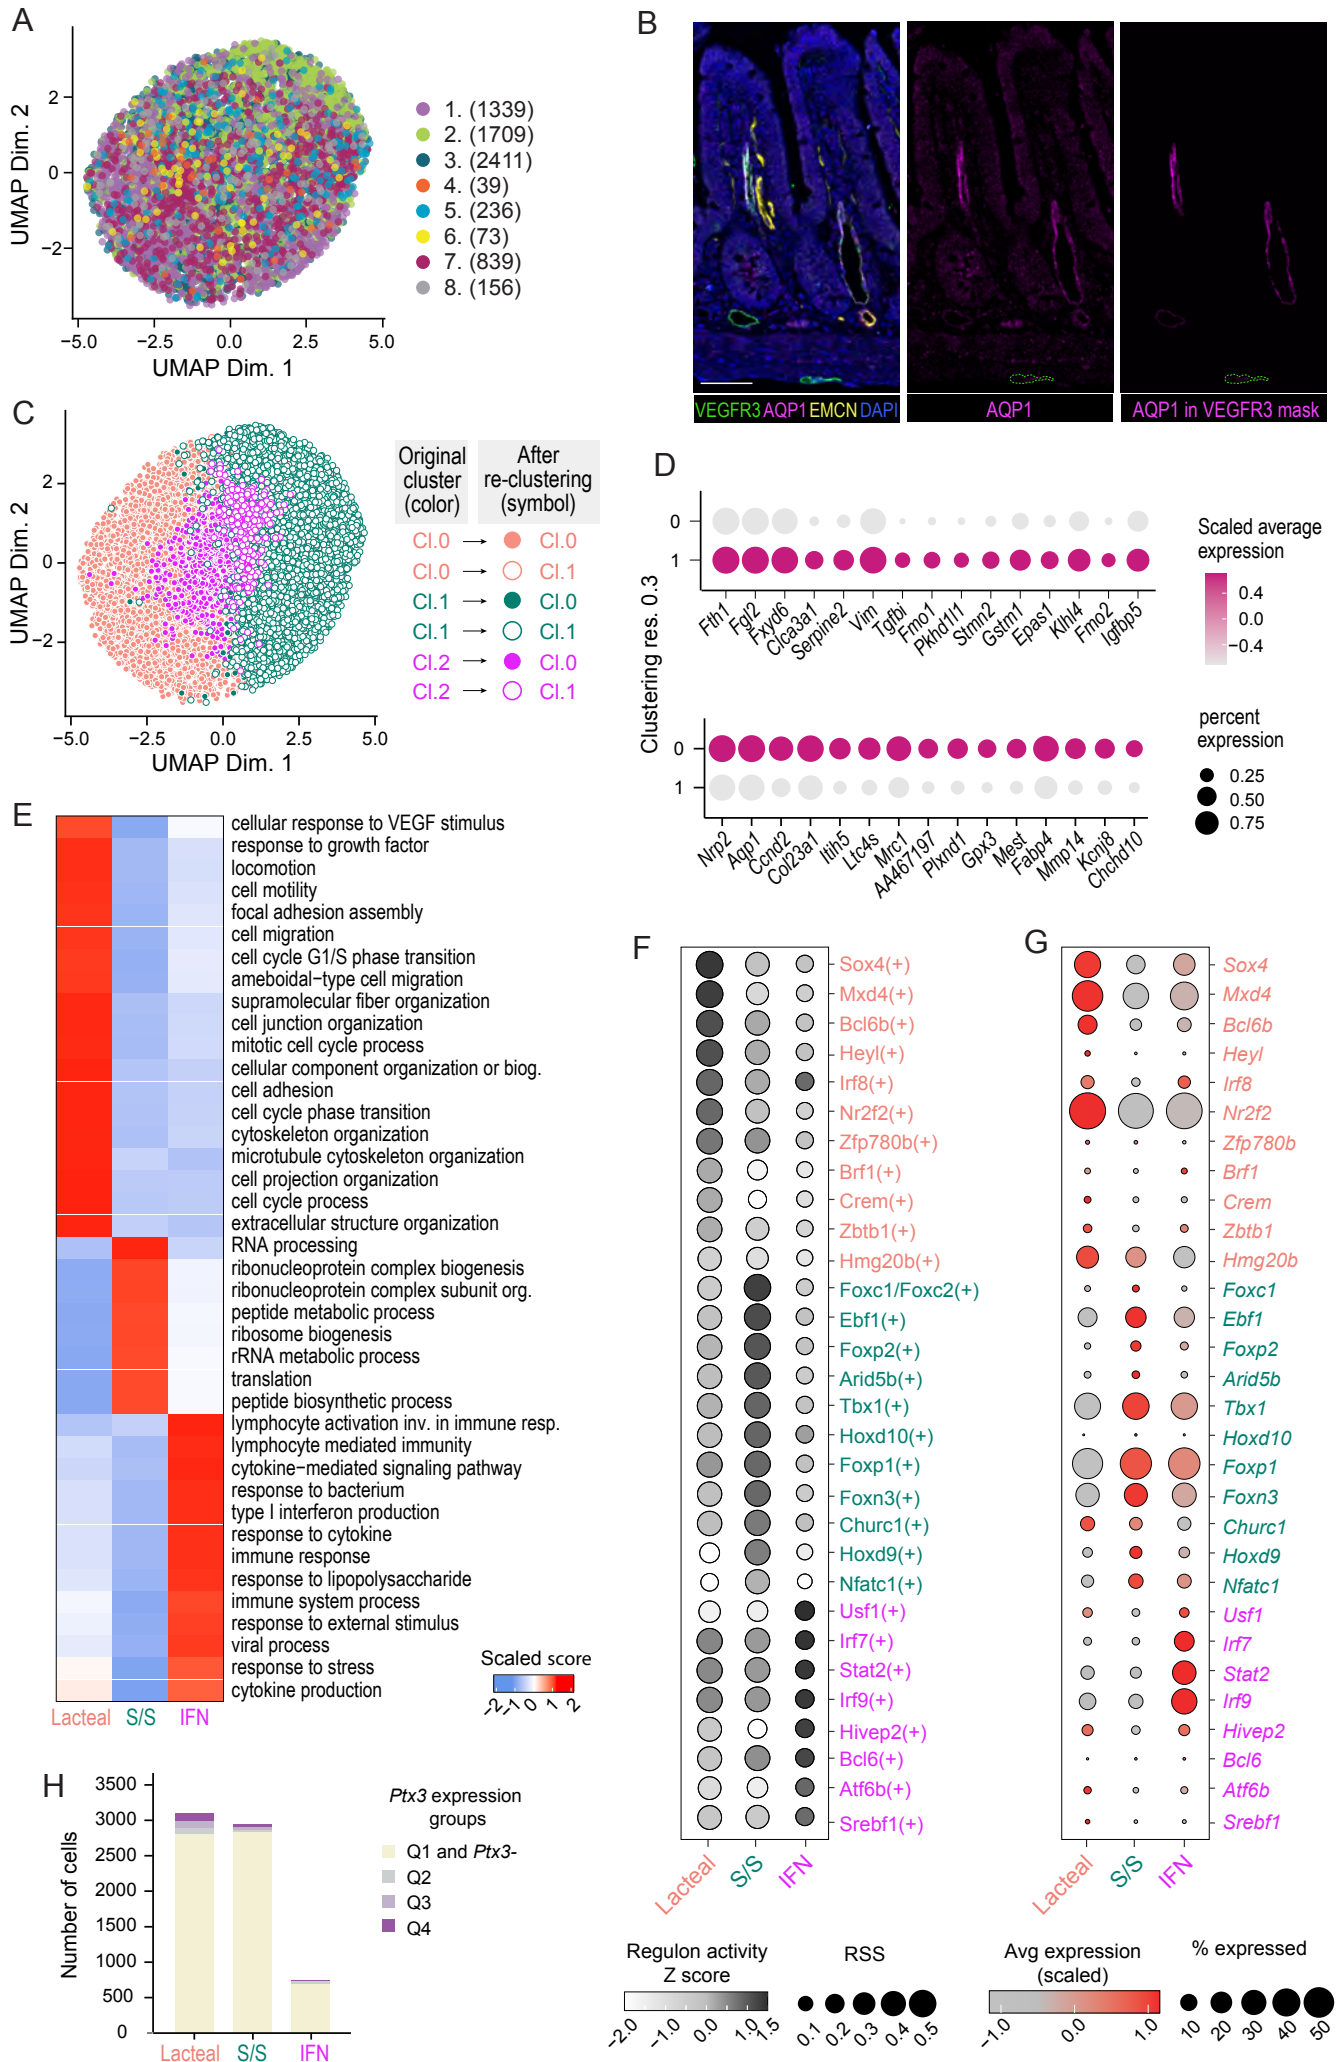 A
UMAP Dim. 2
2
0
−2
−5.0
−2.5
0.0
2.5
5.0
UMAP Dim. 1
1. (1339)
2. (1709)
3. (2411)
4. (39)
5. (236)
6. (73)
7. (839)
8. (156)
B
VEGFR3 AQP1 EMCN DAPI
AQP1
AQP1 in VEGFR3 mask
C
UMAP Dim. 2
2
0
−2
−5.0
−2.5
0.0
2.5
5.0
UMAP Dim. 1
Original cluster (color)
After re-clustering (symbol)
Cl.0 → Cl.0
Cl.0 → Cl.1
Cl.1 → Cl.0
Cl.1 → Cl.1
Cl.2 → Cl.0
Cl.2 → Cl.1
D
Clustering res. 0.3
0
1
Fth1
Fgl2
Fxyd6
Clca3a1
Serpine2
Vim
Tgfbi
Fmo1
Pkhd1l1
Stmn2
Gstm1
Epas1
Klhl4
Fmo2
Igfbp5
0
1
Nrp2
Aqp1
Ccnd2
Col23a1
Itih5
Ltc4s
Mrc1
AA467197
Plxnd1
Gpx3
Mest
Fabp4
Mmp14
Kcnj8
Chchd10
Scaled average
expression
0.4
−0.4
percent
expression
0.25
0.50
0.75
E
cellular response to VEGF stimulus
response to growth factor
locomotion
cell motility
focal adhesion assembly
cell migration
cell cycle G1/S phase transition
ameboidal−type cell migration
supramolecular fiber organization
cell junction organization
mitotic cell cycle process
cellular component organization or biog.
cell adhesion
cell cycle phase transition
cytoskeleton organization
microtubule cytoskeleton organization
cell projection organization
cell cycle process
extracellular structure organization
RNA processing
ribonucleoprotein complex biogenesis
ribonucleoprotein complex subunit org.
peptide metabolic process
ribosome biogenesis
rRNA metabolic process
translation
peptide biosynthetic process
lymphocyte activation inv. in immune resp.
lymphocyte mediated immunity
cytokine−mediated signaling pathway
response to bacterium
type I interferon production
response to cytokine
immune response
response to lipopolysaccharide
immune system process
response to external stimulus
viral process
response to stress
cytokine production
Lacteal
S/S
IFN
Scaled score
−2
−1
0
1
2
F
Sox4(+)
Mxd4(+)
Bcl6b(+)
Heyl(+)
Irf8(+)
Nr2f2(+)
Zfp780b(+)
Brf1(+)
Crem(+)
Zbtb1(+)
Hmg20b(+)
Foxc1/Foxc2(+)
Ebf1(+)
Foxp2(+)
Arid5b(+)
Tbx1(+)
Hoxd10(+)
Foxp1(+)
Foxn3(+)
Churc1(+)
Hoxd9(+)
Nfatc1(+)
Usf1(+)
Irf7(+)
Stat2(+)
Irf9(+)
Hivep2(+)
Bcl6(+)
Atf6b(+)
Srebf1(+)
Lacteal
S/S
IFN
Regulon activity
Z score
−2.0
−1.0
0.0
1.0
1.5
RSS
0.1
0.2
0.3
0.4
0.5
G
Sox4
Mxd4
Bcl6b
Heyl
Irf8
Nr2f2
Zfp780b
Brf1
Crem
Zbtb1
Hmg20b
Foxc1
Ebf1
Foxp2
Arid5b
Tbx1
Hoxd10
Foxp1
Foxn3
Churc1
Hoxd9
Nfatc1
Usf1
Irf7
Stat2
Irf9
Hivep2
Bcl6
Atf6b
Srebf1
Lacteal
S/S
IFN
Avg expression
(scaled)
−1.0
0.0
1.0
% expressed
10
20
30
40
50
H
Number of cells
3500
3000
2500
2000
1500
1000
500
0
Lacteal
S/S
IFN
Ptx3 expression
groups
Q1 and Ptx3-
Q2
Q3
Q4